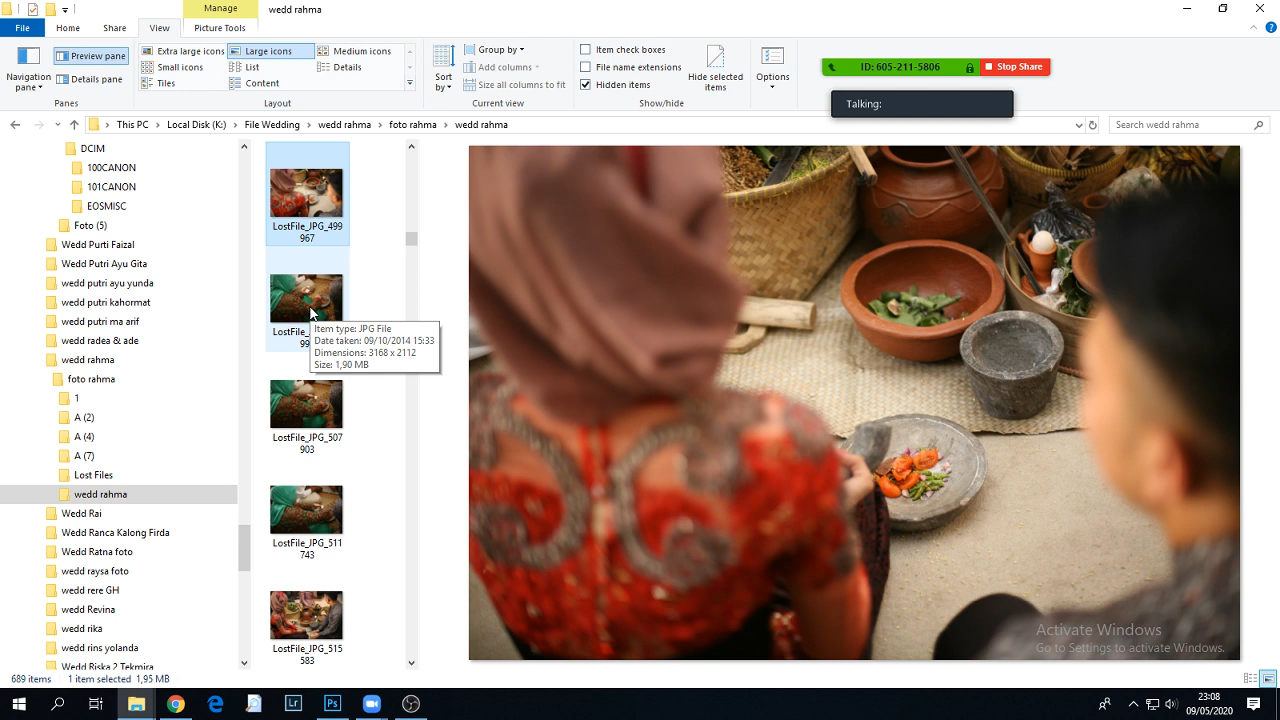 Manage
wedd rahma
File
Home
Share
View
Picture Tools
Navigation pane
Preview pane
Details pane
Panes
Extra large icons
Large icons
Medium icons
Small icons
List
Details
Tiles
Content
Layout
Sort by
Group by
Add columns
Size all columns to fit
Current view
Item check boxes
File name extensions
Hidden items
Hide selected items
Show/hide
Options
ID: 605-211-5806
Stop Share
Talking:
This PC
Local Disk (K:)
File Wedding
wedd rahma
foto rahma
wedd rahma
Search wedd rahma
DCIM
100CANON
101CANON
EOSMISC
Foto (5)
Wedd Purti Faizal
Wedd Putri Ayu Gita
wedd putri ayu yunda
wedd putri kahormat
wedd putri ma arif
wedd radea & ade
wedd rahma
foto rahma
1
A (2)
A (4)
A (7)
Lost Files
wedd rahma
Wedd Rai
Wedd Ranca Kalong Firda
Wedd Ratna foto
wedd raysa foto
wedd rere GH
wedd Revina
wedd rika
wedd rins yolanda
Wedd Riska 2 Tekmira
LostFile_JPG_499
967
LostFile_
99
Item type: JPG File
Date taken: 09/10/2014 15:33
Dimensions: 3168 x 2112
Size: 1,90 MB
LostFile_JPG_507
903
LostFile_JPG_511
743
LostFile_JPG_515
583
Activate Windows
Go to Settings to activate Windows.
689 items
1 item selected 1,95 MB
Lr
Ps
23:08
09/05/2020